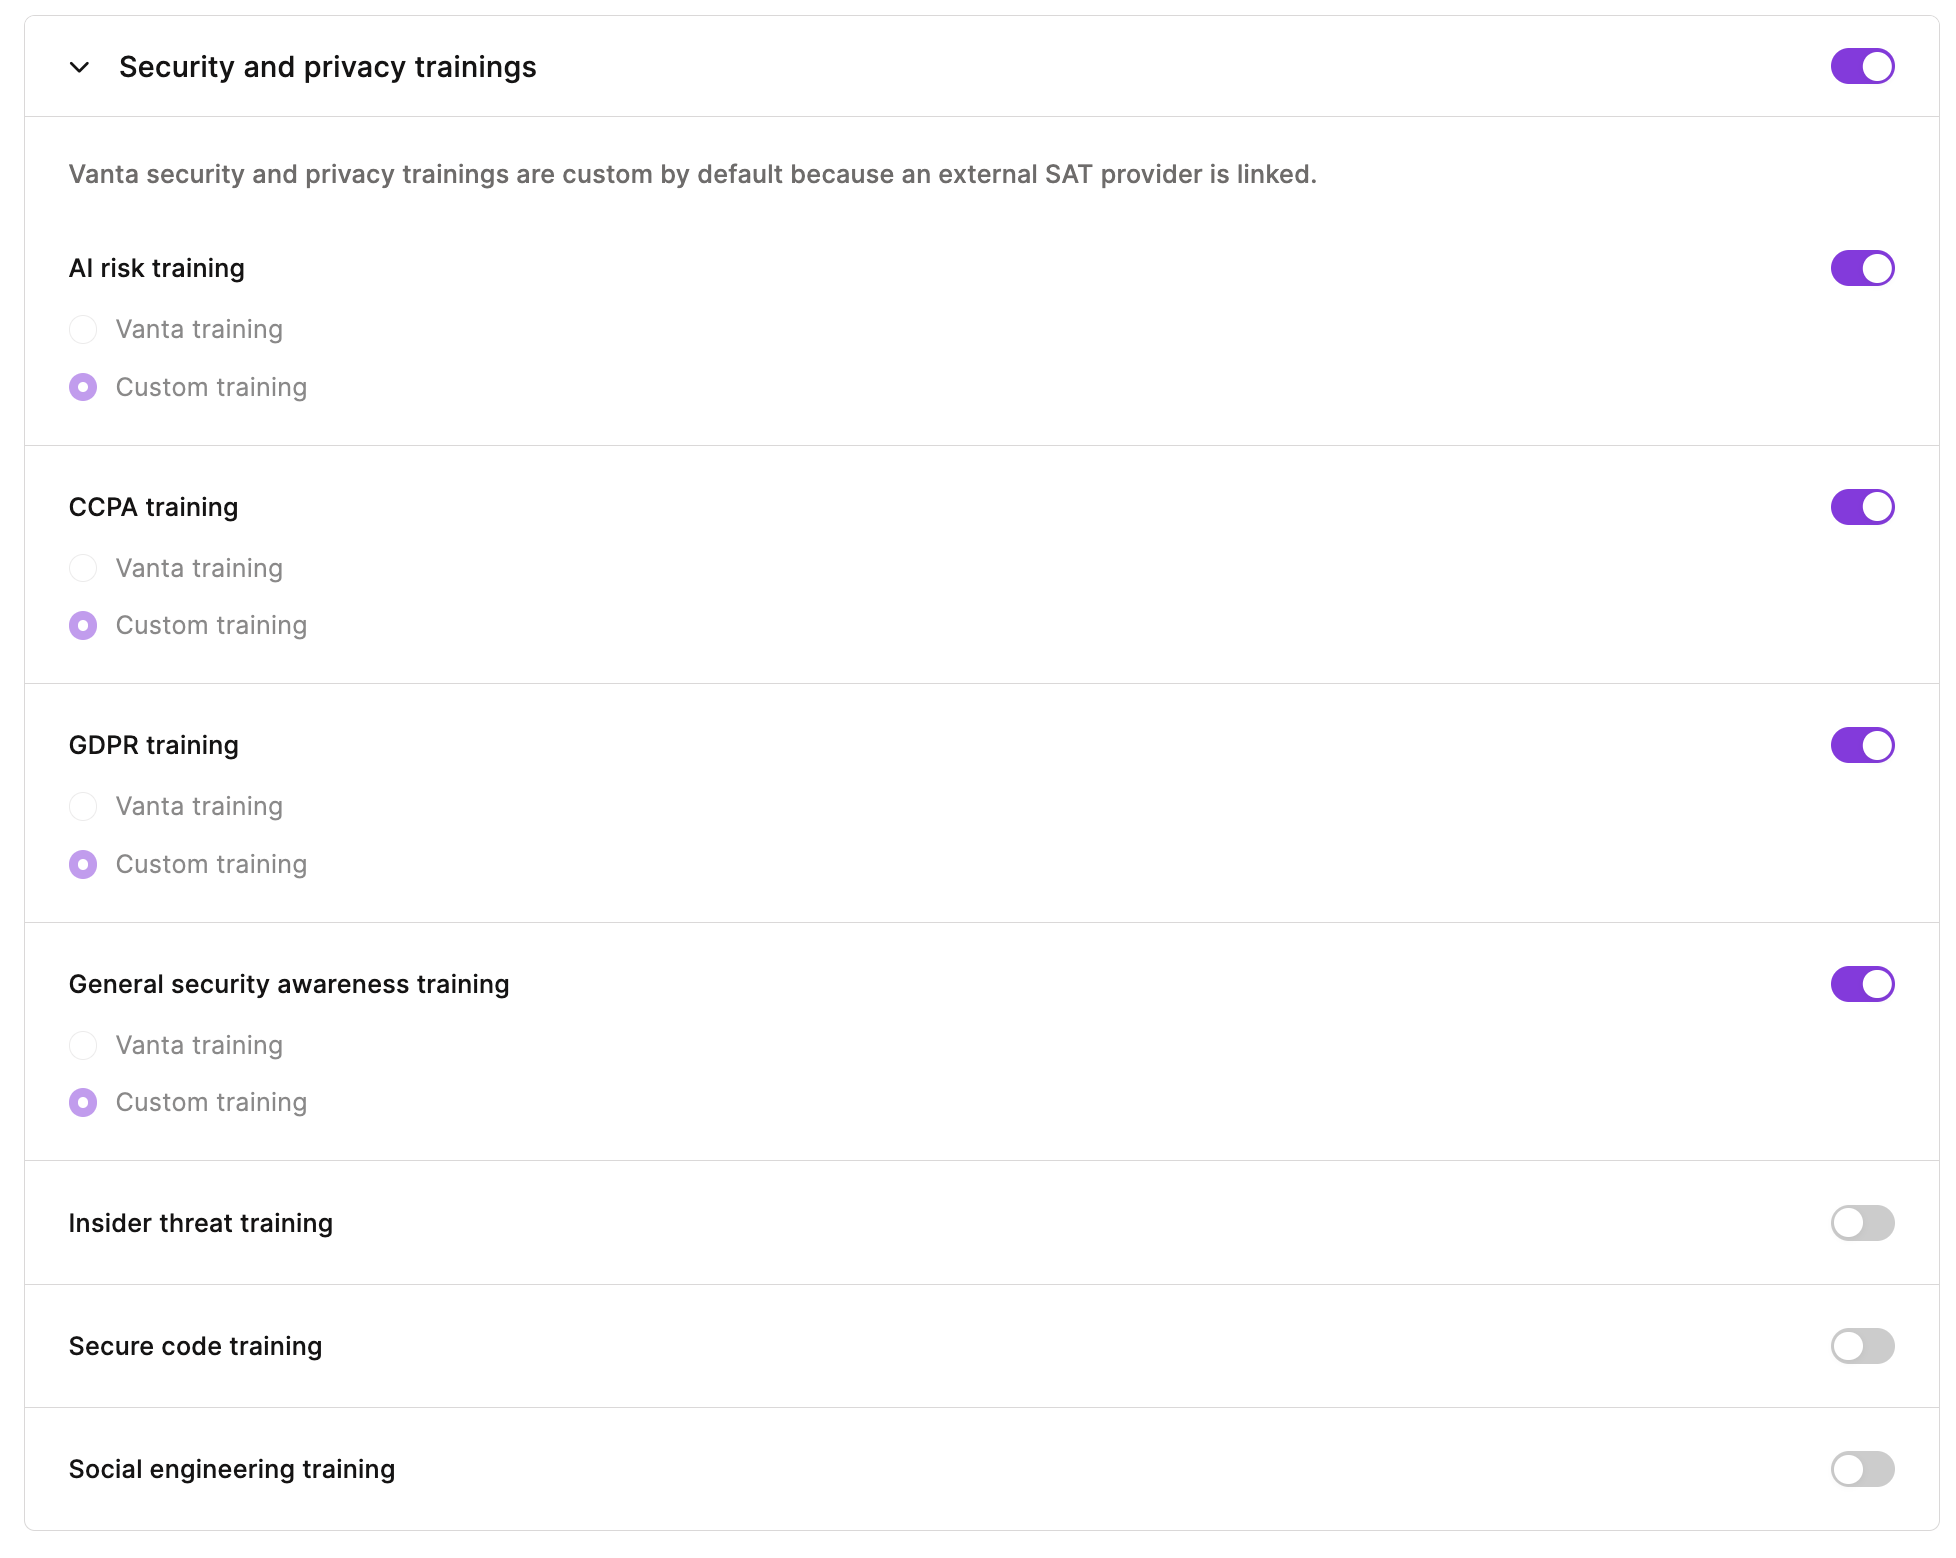 Security and privacy trainings
Vanta security and privacy trainings are custom by default because an external SAT provider is linked.
AI risk training
Vanta training
Custom training
CCPA training
Vanta training
Custom training
GDPR training
Vanta training
Custom training
General security awareness training
Vanta training
Custom training
Insider threat training
Secure code training
Social engineering training